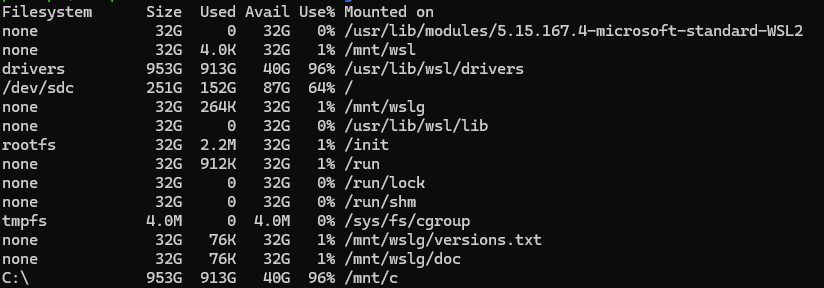 Filesystem Size Used Avail Use% Mounted on
none 32G 0 32G 0% /usr/lib/modules/5.15.167.4-microsoft-standard-WSL2
none 32G 4.0K 32G 1% /mnt/wsl
drivers 953G 913G 40G 96% /usr/lib/wsl/drivers
/dev/sdc 251G 152G 87G 64% /
none 32G 264K 32G 1% /mnt/wslg
none 32G 0 32G 0% /usr/lib/wsl/lib
rootfs 32G 2.2M 32G 1% /init
none 32G 912K 32G 1% /run
none 32G 0 32G 0% /run/lock
none 32G 0 32G 0% /run/shm
tmpfs 4.0M 0 4.0M 0% /sys/fs/cgroup
none 32G 76K 32G 1% /mnt/wslg/versions.txt
none 32G 76K 32G 1% /mnt/wslg/doc
C:\ 953G 913G 40G 96% /mnt/c